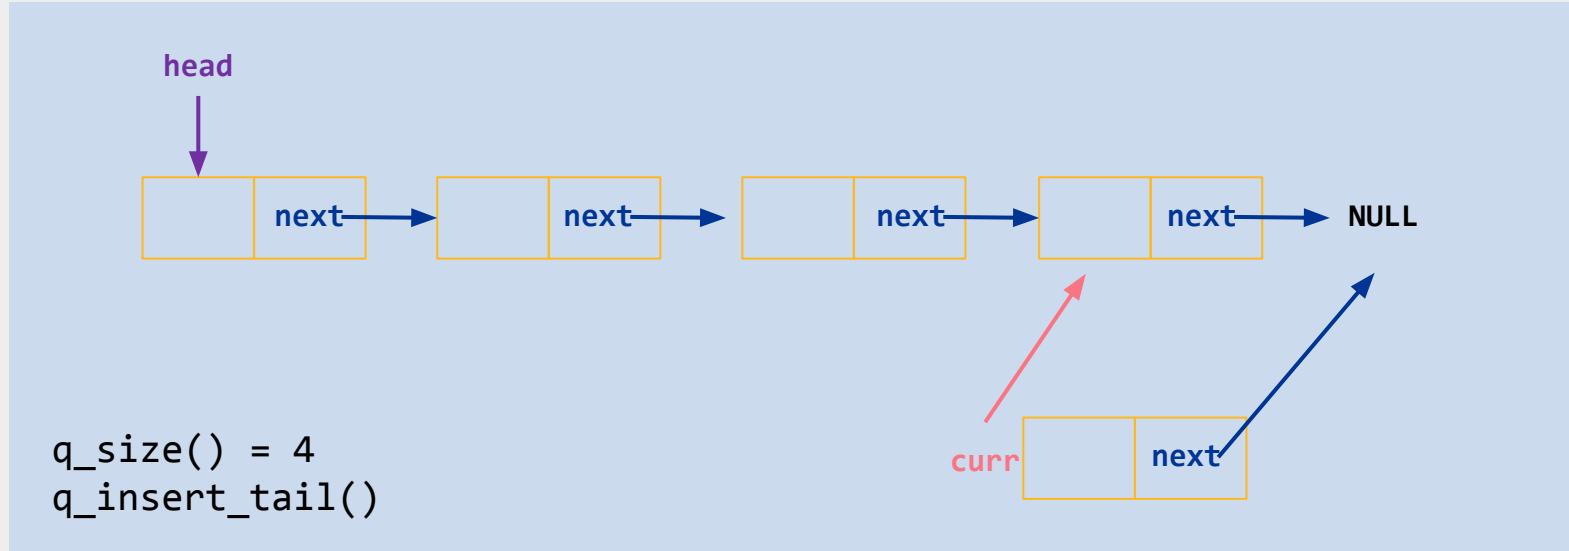 head
next next next next NULL
curr next
q_size() = 4
q_insert_tail()